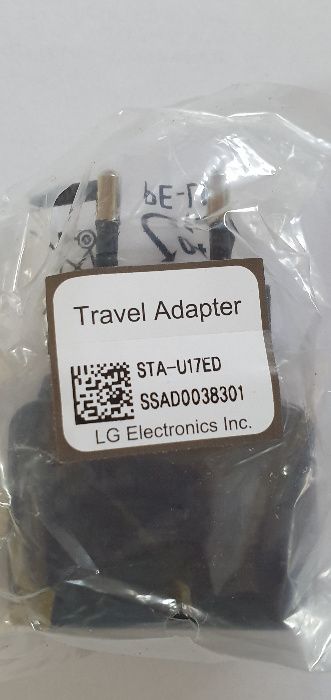 Travel Adapter
STA-U17ED
SSAD0038301
LG Electronics Inc.